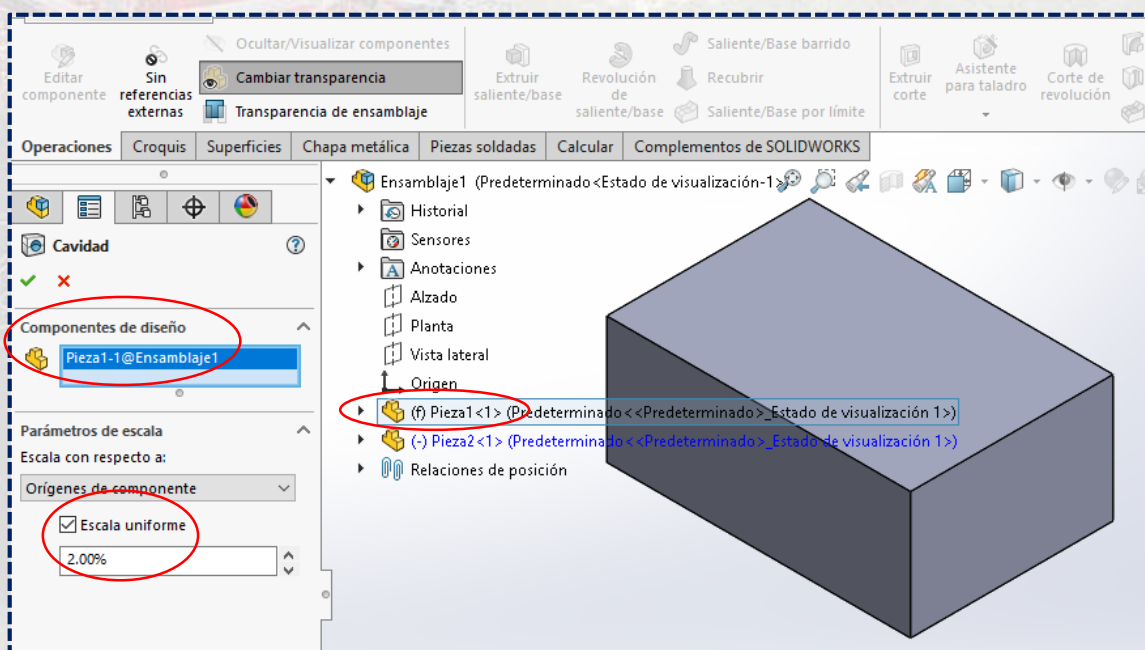 Ocultar/Visualizar componentes
Saliente/Base barrido
Editar componente
Sin referencias externas
Cambiar transparencia
Extruir saliente/base
Revolución de saliente/base
Recubrir
Extruir corte
Asistente para taladro
Corte de revolución
Transparencia de ensamblaje
Saliente/Base por límite
Operaciones Croquis Superficies Chapa metálica Piezas soldadas Calcular Complementos de SOLIDWORKS
Cavidad
Componentes de diseño
Pieza1-1@Ensamblaje1
Parámetros de escala
Escala con respecto a:
Orígenes de componente
Escala uniforme
2.00%
Ensamblaje1 (Predeterminado<Estado de visualización-1>
Historial
Sensores
Anotaciones
Alzado
Planta
Vista lateral
Origen
(f) Pieza1<1> (Predeterminado<<Predeterminado>_Estado de visualización 1>)
(-) Pieza2<1> (Predeterminado<<Predeterminado>_Estado de visualización 1>)
Relaciones de posición